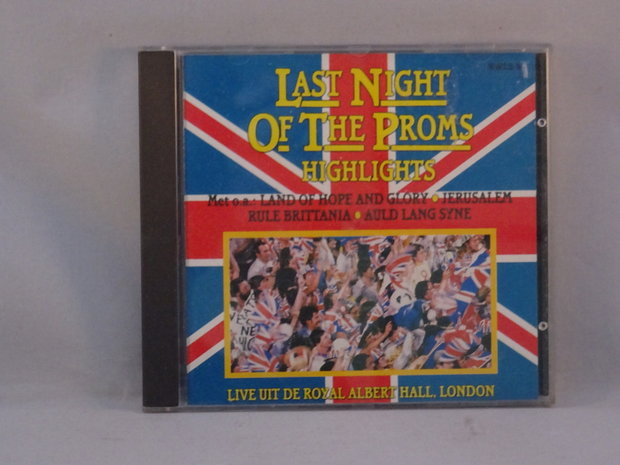 LAST NIGHT
OF THE PROMS
HIGHLIGHTS
Met o.a.: LAND OF HOPE AND GLORY • JERUSALEM
RULE BRITTANIA • AULD LANG SYNE
LIVE UIT DE ROYAL ALBERT HALL, LONDON